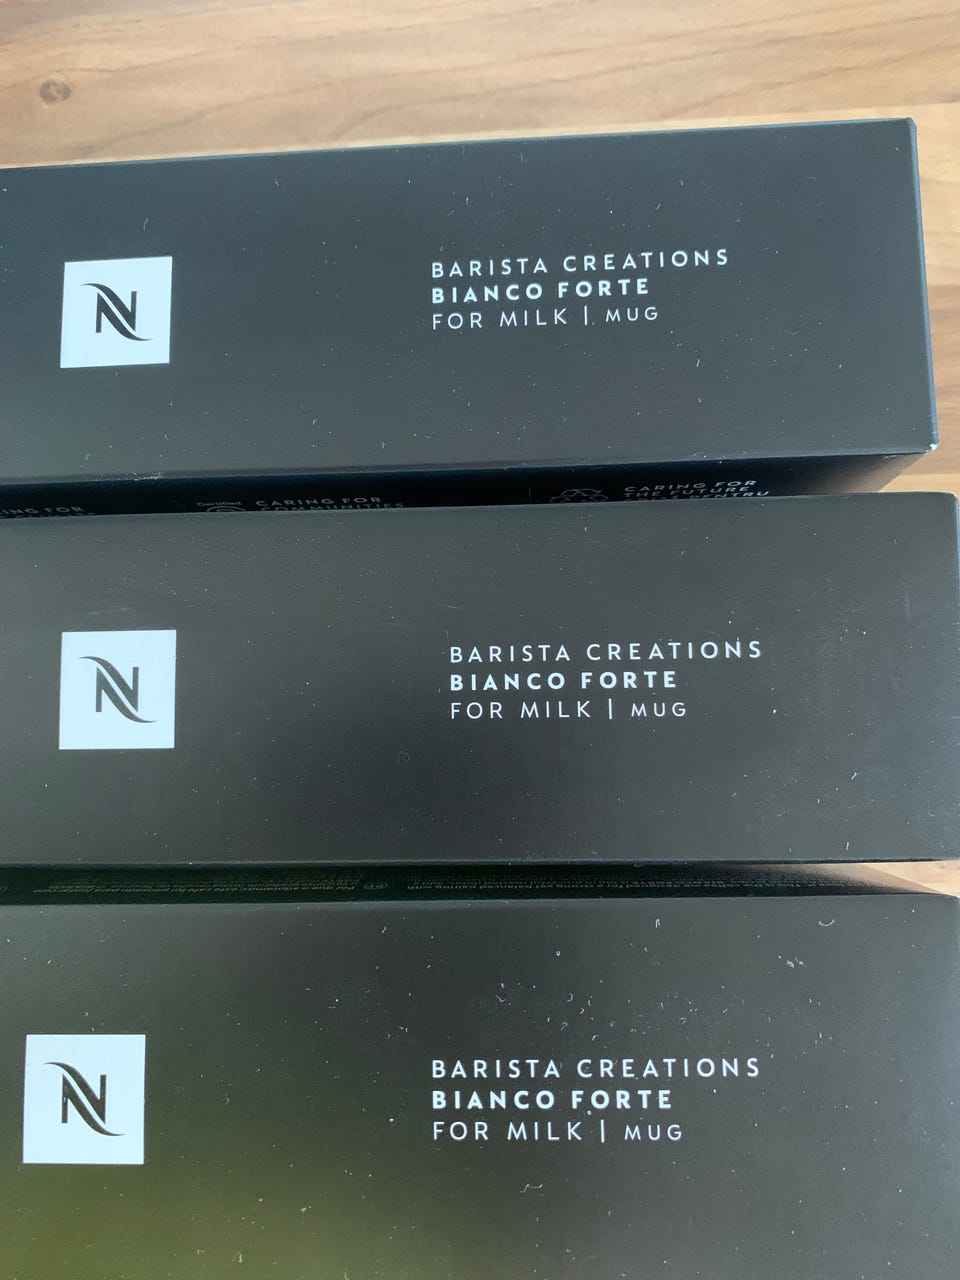 N
BARISTA CREATIONS
BIANCO FORTE
FOR MILK | MUG
Certified
CARING FOR
COMMUNITIES
CARING FOR
THE FUTURE
N
BARISTA CREATIONS
BIANCO FORTE
FOR MILK | MUG
N
BARISTA CREATIONS
BIANCO FORTE
FOR MILK | MUG